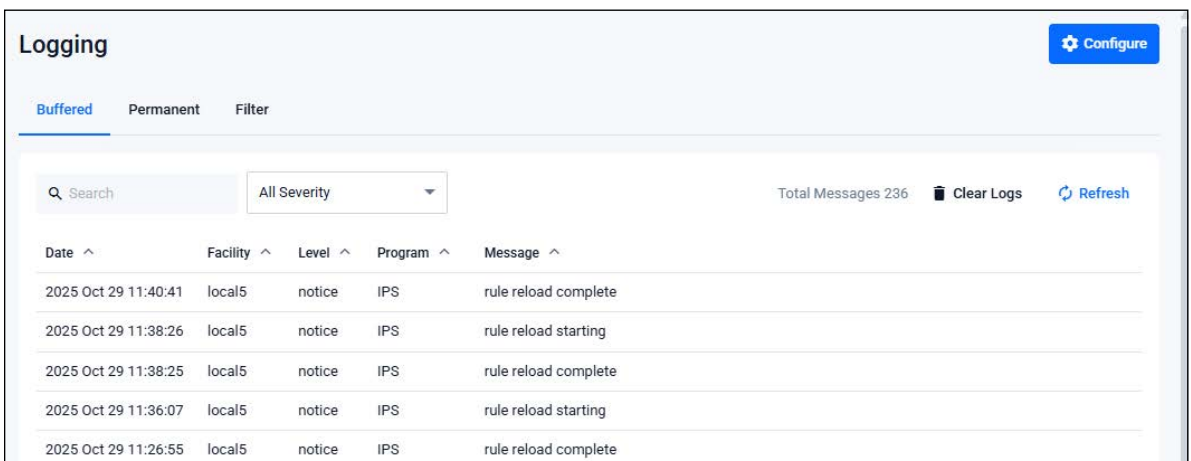 Logging
Configure
Buffered Permanent Filter
Search All Severity Total Messages 236 Clear Logs Refresh
Date Facility Level Program Message
2025 Oct 29 11:40:41 local5 notice IPS rule reload complete
2025 Oct 29 11:38:26 local5 notice IPS rule reload starting
2025 Oct 29 11:38:25 local5 notice IPS rule reload complete
2025 Oct 29 11:36:07 local5 notice IPS rule reload starting
2025 Oct 29 11:26:55 local5 notice IPS rule reload complete